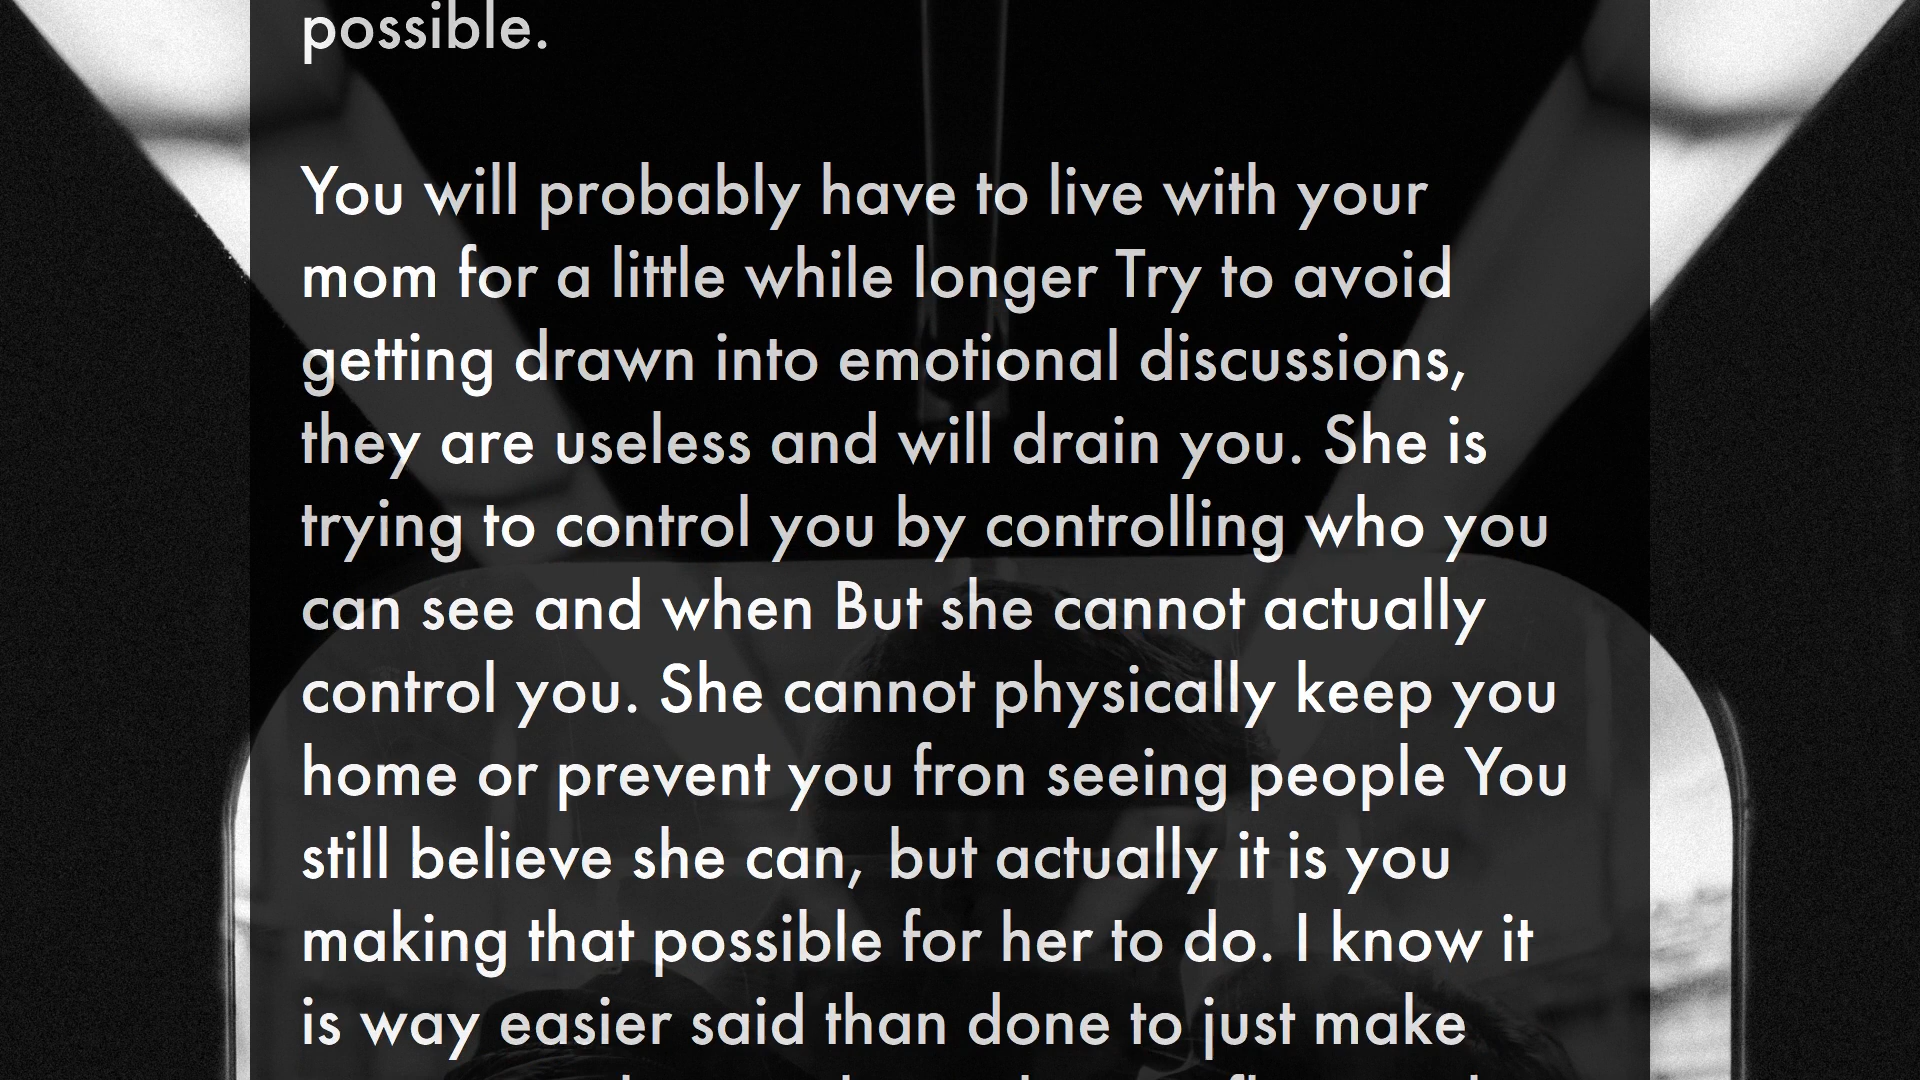 possible.
You will probably have to live with your
mom for a little while longer Try to avoid
getting drawn into emotional discussions,
they are useless and will drain you. She is
trying to control you by controlling who you
can see and when But she cannot actually
control you. She cannot physically keep you
home or prevent you fron seeing people You
still believe she can, but actually it is you
making that possible for her to do. I know it
is way easier said than done to just make